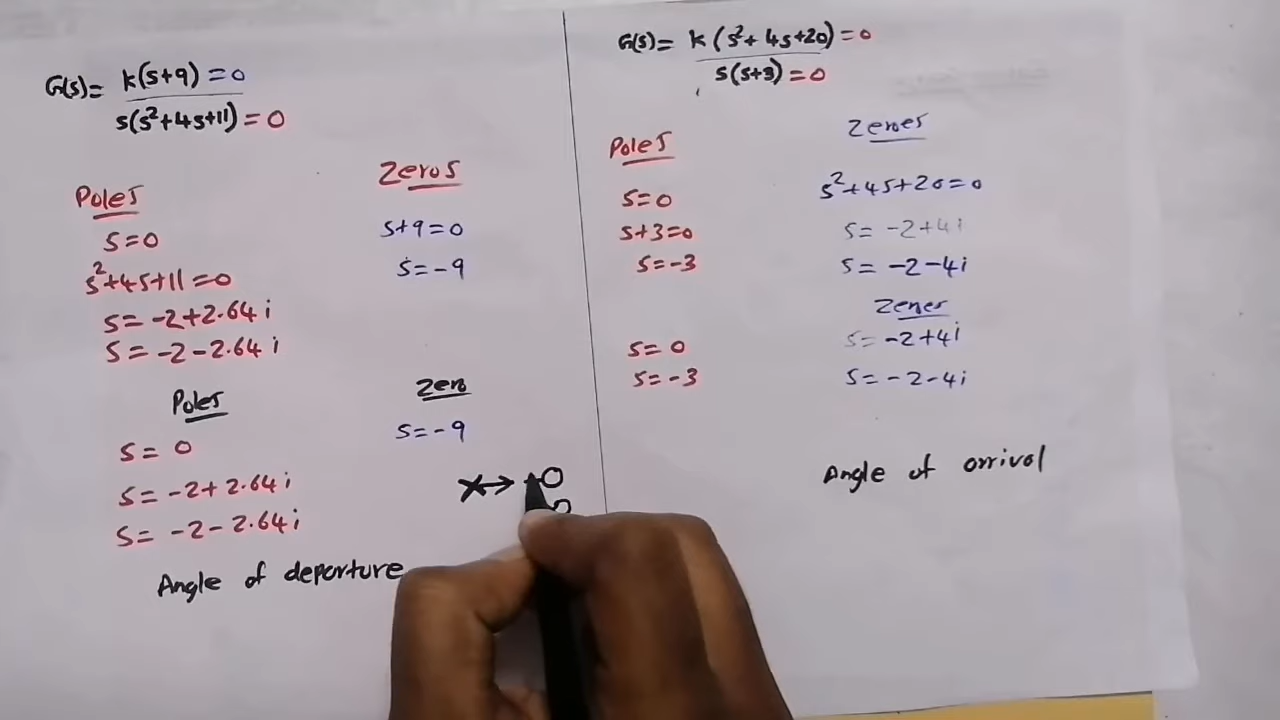 G(s)= k(s+9) =0
s(s²+4s+11) =0
Poles
Zeros
s=0
s+9=0
s²+4s+11=0
s=-9
s=-2+2.64i
s=-2-2.64i
Poles
Zero
s= 0
s=-9
s= -2+2.64i
s= -2-2.64i
Angle of departure
G(s)= k(s²+4s+20) =0
s(s+3) =0
Poles
Zeroes
s=0
s²+4s+20=0
s+3=0
s= -2+4i
s=-3
s= -2-4i
Zeroes
s= 0
s= -2+4i
s= -3
s= -2-4i
Angle of arrival